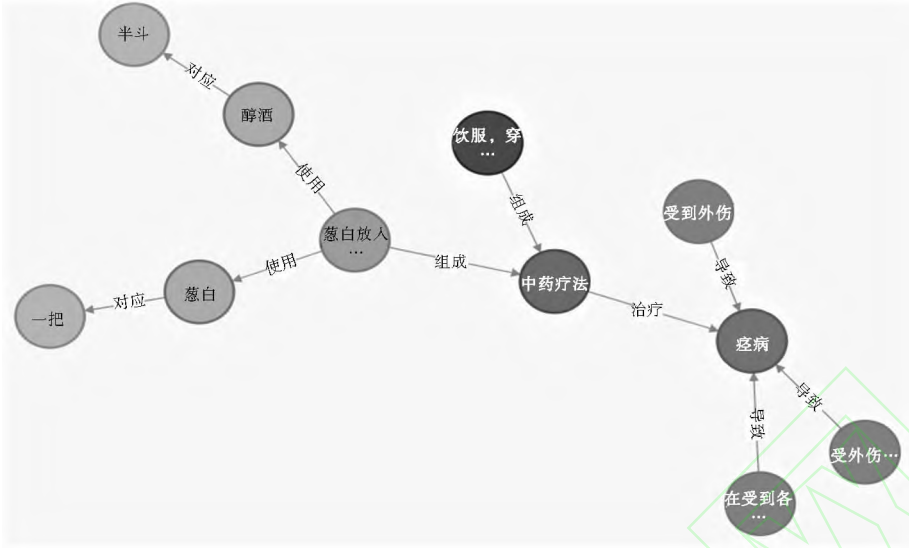 半斗
对应
醇酒
饮服，穿
…
使用
组成
受到外伤
葱白放入
…
组成
导致
使用
中药疗法
葱白
对应
治疗
一把
痉病
导致
导致
受外伤…
在受到各
…